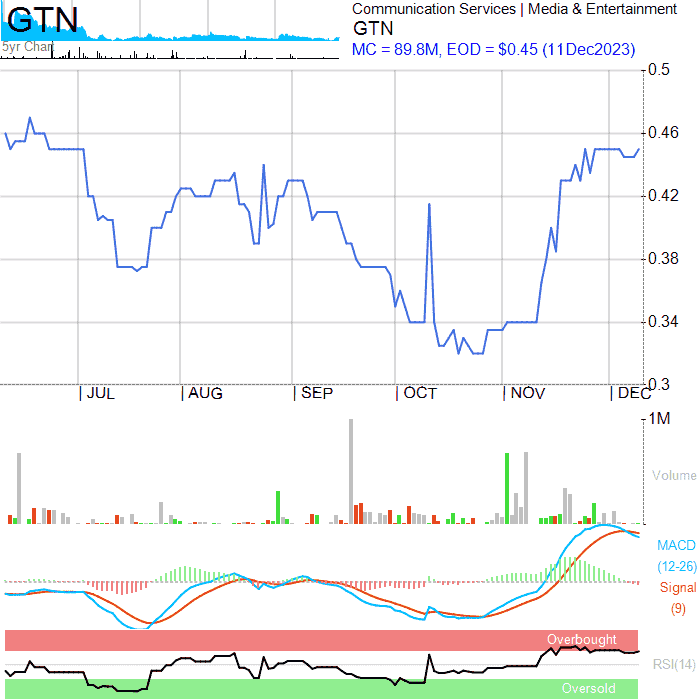 GTN
5yr Chart
Communication Services | Media & Entertainment
GTN
MC = 89.8M, EOD = $0.45 (11Dec2023)
0.5
0.46
0.42
0.38
0.34
0.3
JUL AUG SEP OCT NOV DEC
1M
Volume
MACD
(12-26)
Signal
(9)
Overbought
RSI(14)
Oversold